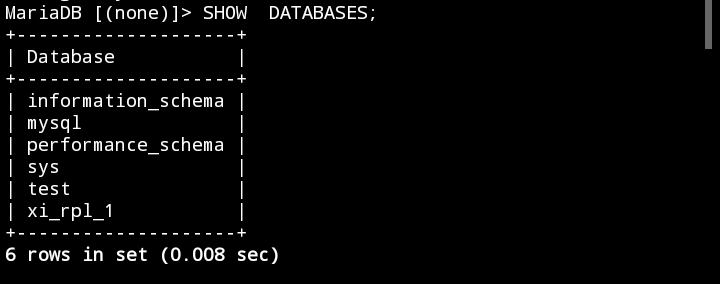 MariaDB [(none)]> SHOW  DATABASES;
+--------------------+
| Database           |
+--------------------+
| information_schema |
| mysql              |
| performance_schema |
| sys                |
| test               |
| xi_rpl_1           |
+--------------------+
6 rows in set (0.008 sec)